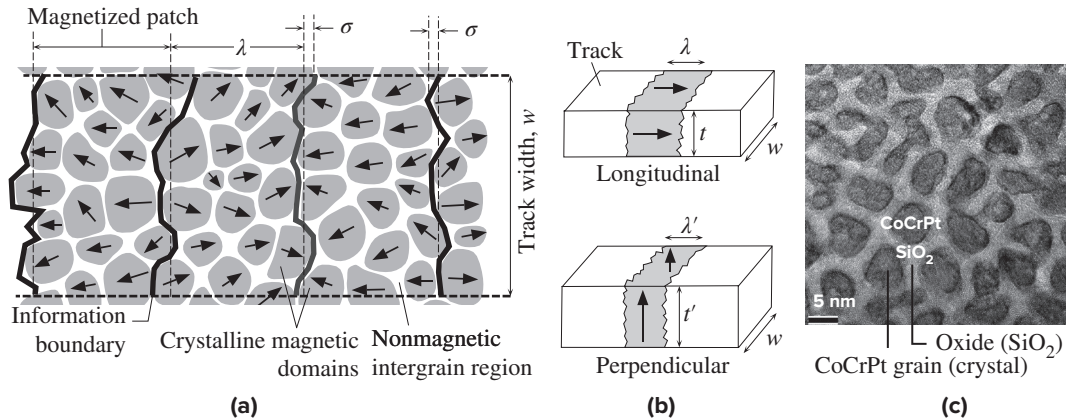 Magnetized patch
λ
σ
σ
Track width, w
Information
boundary
Crystalline magnetic
domains
Nonmagnetic
intergrain region
(a)
Track
λ
t
w
Longitudinal
λ′
t′
w
Perpendicular
(b)
CoCrPt
SiO₂
5 nm
Oxide (SiO₂)
CoCrPt grain (crystal)
(c)